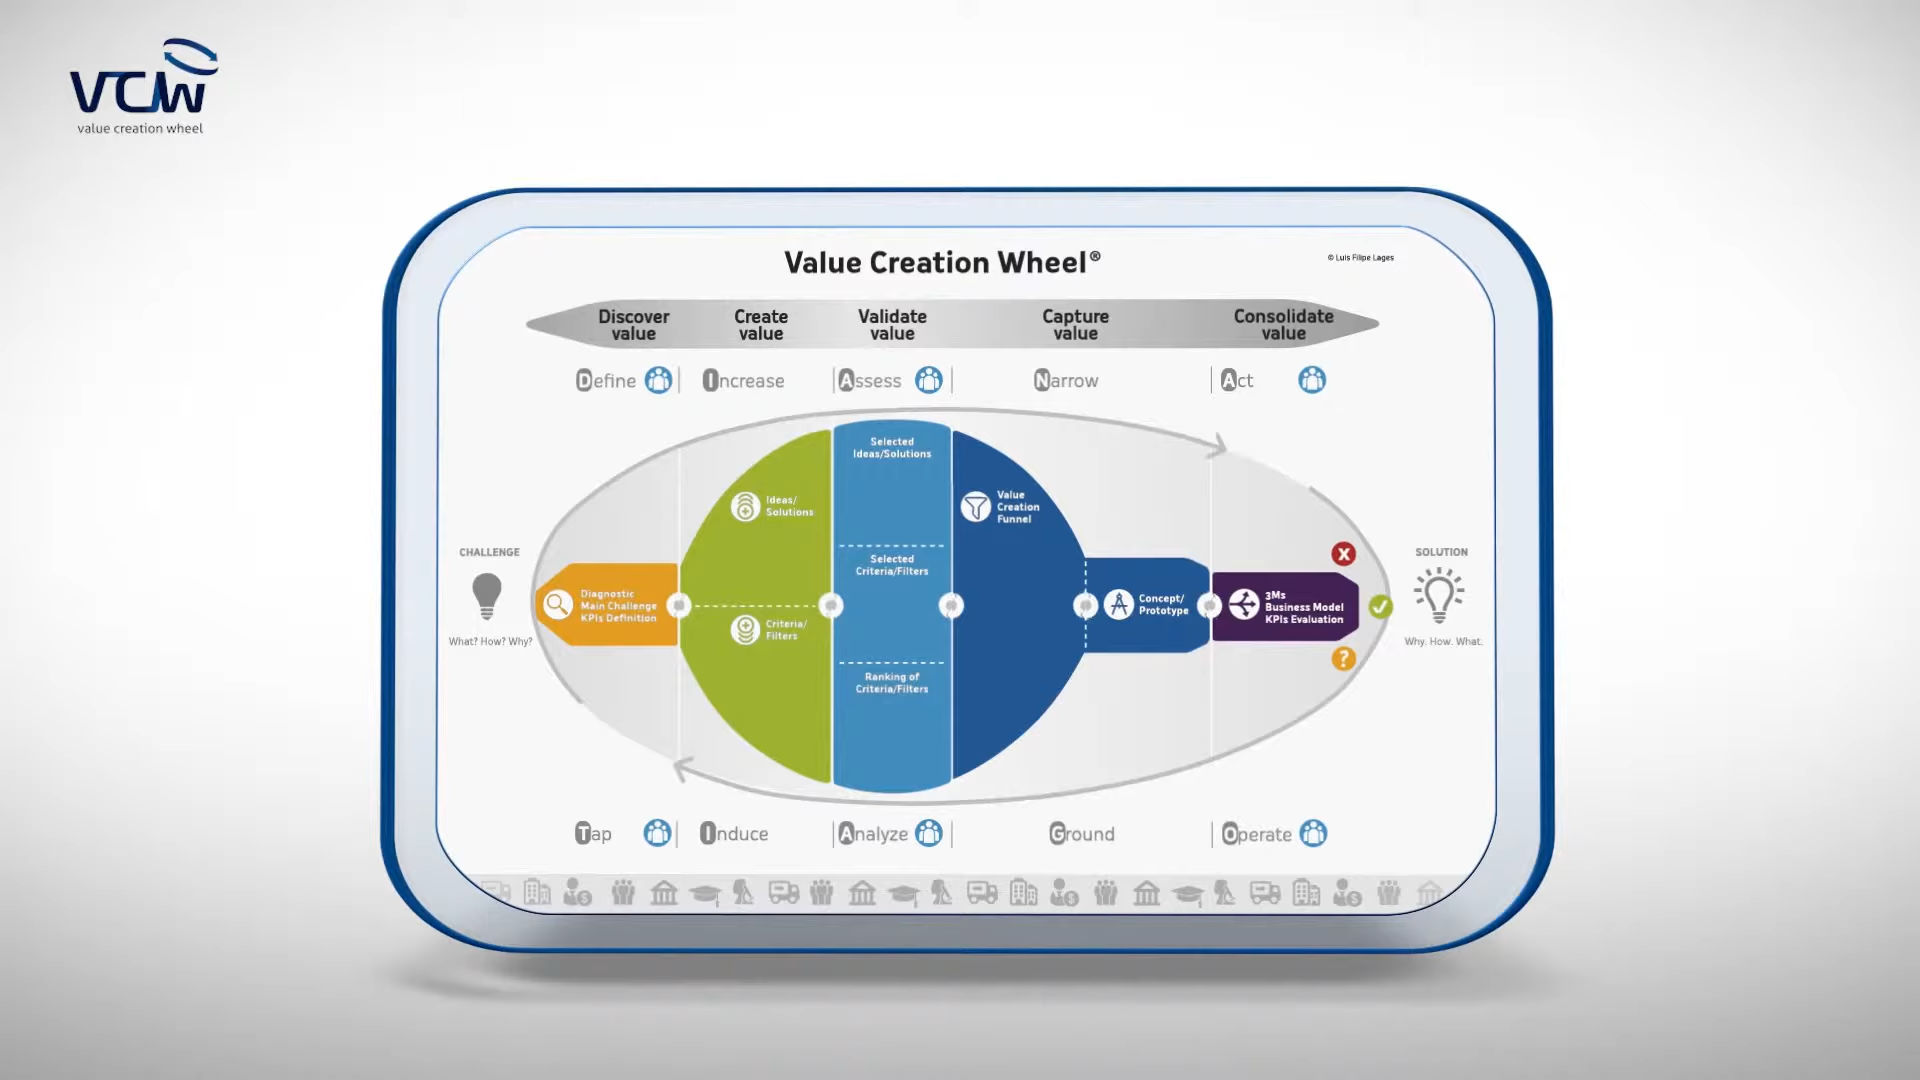 VCW
value creation wheel
Value Creation Wheel®
© Luis Filipe Lages
Discover
value
Create
value
Validate
value
Capture
value
Consolidate
value
Define
Increase
Assess
Narrow
Act
CHALLENGE
What? How? Why?
Diagnostic
Main Challenge
KPIs Definition
Ideas/
Solutions
Criteria/
Filters
Selected
Ideas/Solutions
Selected
Criteria/Filters
Ranking of
Criteria/Filters
Value
Creation
Funnel
Concept/
Prototype
3Ms
Business Model
KPIs Evaluation
X
?
SOLUTION
Why. How. What.
Tap
Induce
Analyze
Ground
Operate